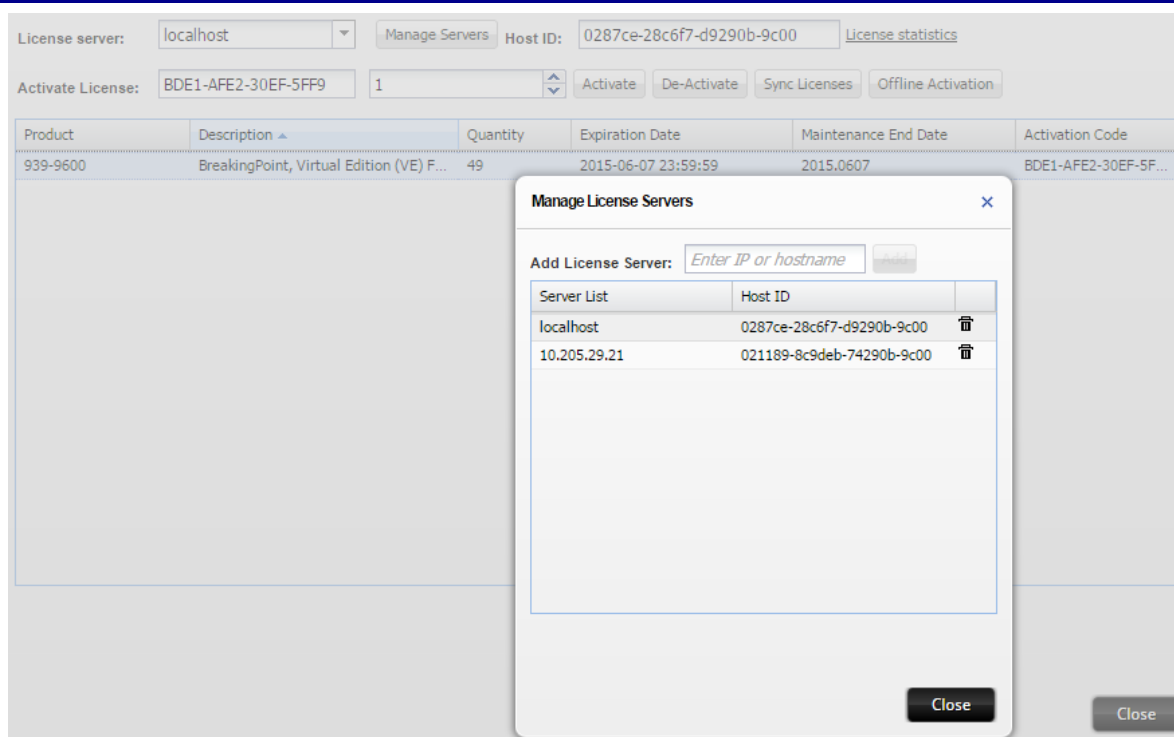 License server: localhost Manage Servers Host ID: 0287ce-28c6f7-d9290b-9c00 License statistics
Activate License: BDE1-AFE2-30EF-5FF9 1 Activate De-Activate Sync Licenses Offline Activation
Product Description Quantity Expiration Date Maintenance End Date Activation Code
939-9600 BreakingPoint, Virtual Edition (VE) F... 49 2015-06-07 23:59:59 2015.0607 BDE1-AFE2-30EF-5F...
Manage License Servers
Add License Server: Enter IP or hostname Add
Server List Host ID
localhost 0287ce-28c6f7-d9290b-9c00
10.205.29.21 021189-8c9deb-74290b-9c00
Close
Close